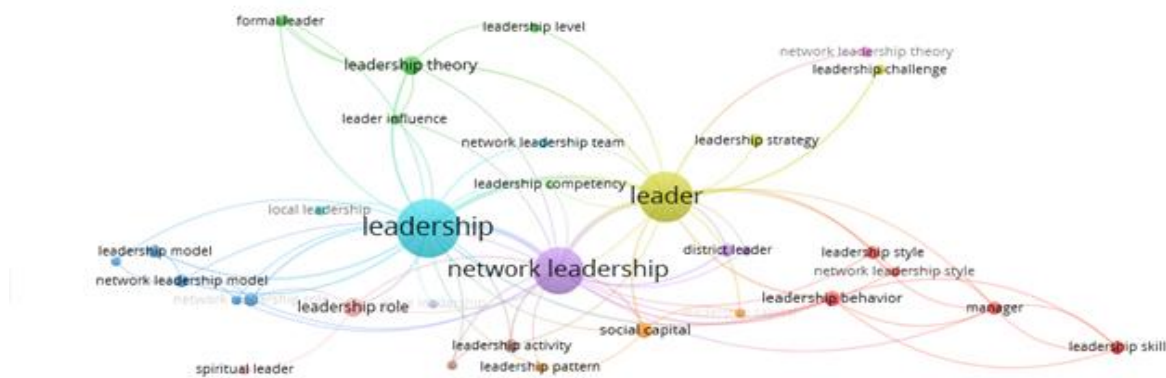 formal leader
leadership level
network leadership theory
leadership theory
leadership challenge
leader influence
network leadership team
leadership strategy
leadership competency
leader
local leadership
leadership
leadership model
district leader
leadership style
network leadership
network leadership style
network leadership model
leadership behavior
leadership role
manager
social capital
leadership activity
leadership skill
spiritual leader
leadership pattern